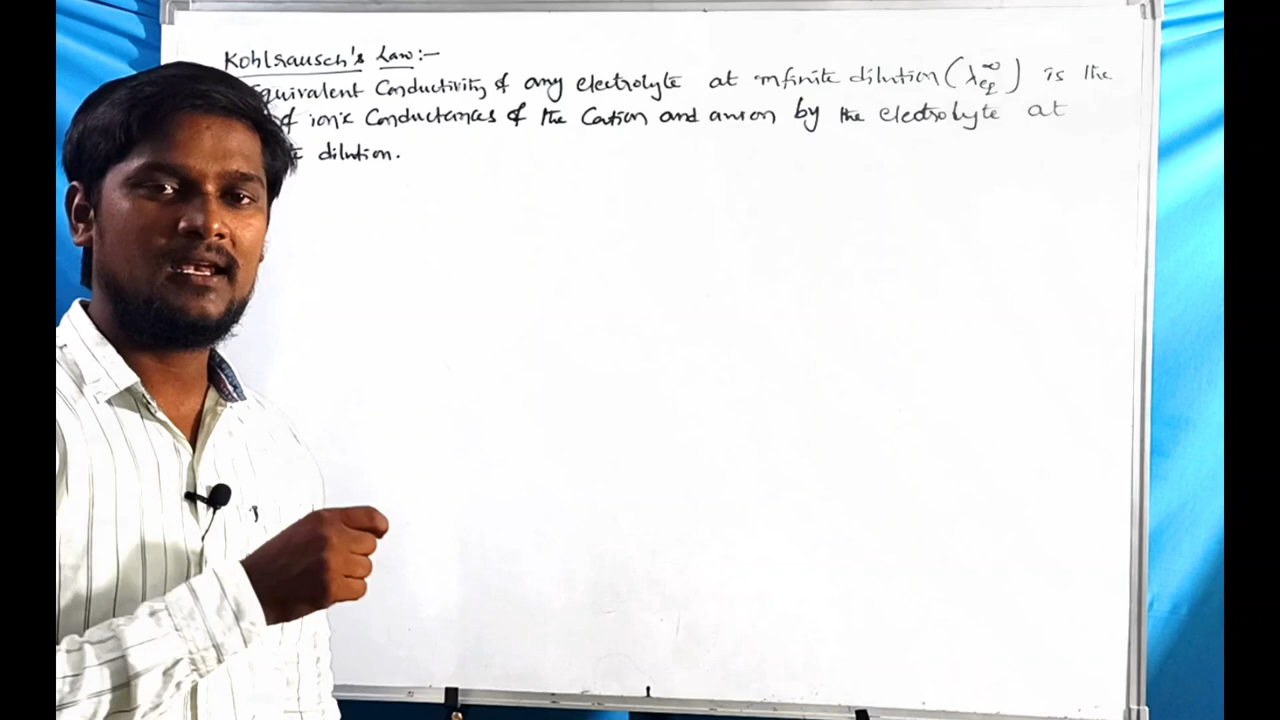 Kohlrausch's Law:-
Equivalent Conductivity of any electrolyte at infinite dilution (λ∞eq) is the
of ionic Conductances of the Cation and anion by the electrolyte at
dilution.